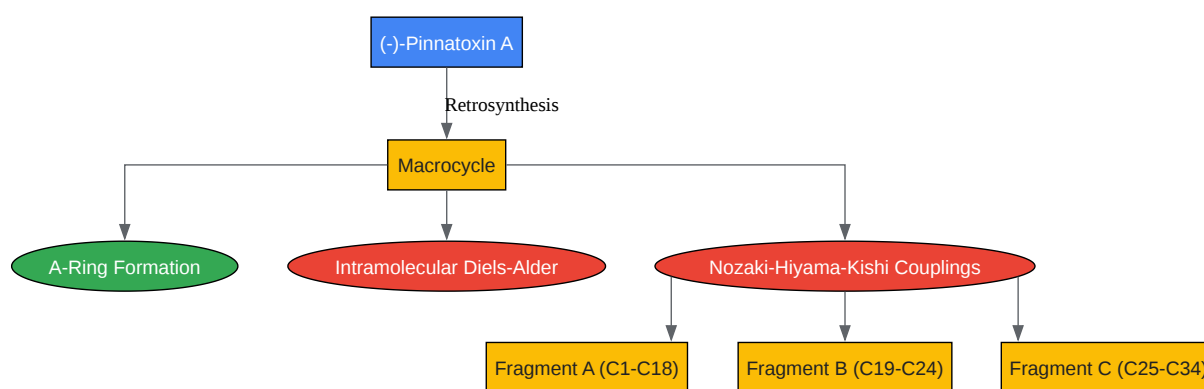 (-)-Pinnatoxin A
Retrosynthesis
Macrocycle
A-Ring Formation
Intramolecular Diels-Alder
Nozaki-Hiyama-Kishi Couplings
Fragment A (C1-C18)
Fragment B (C19-C24)
Fragment C (C25-C34)